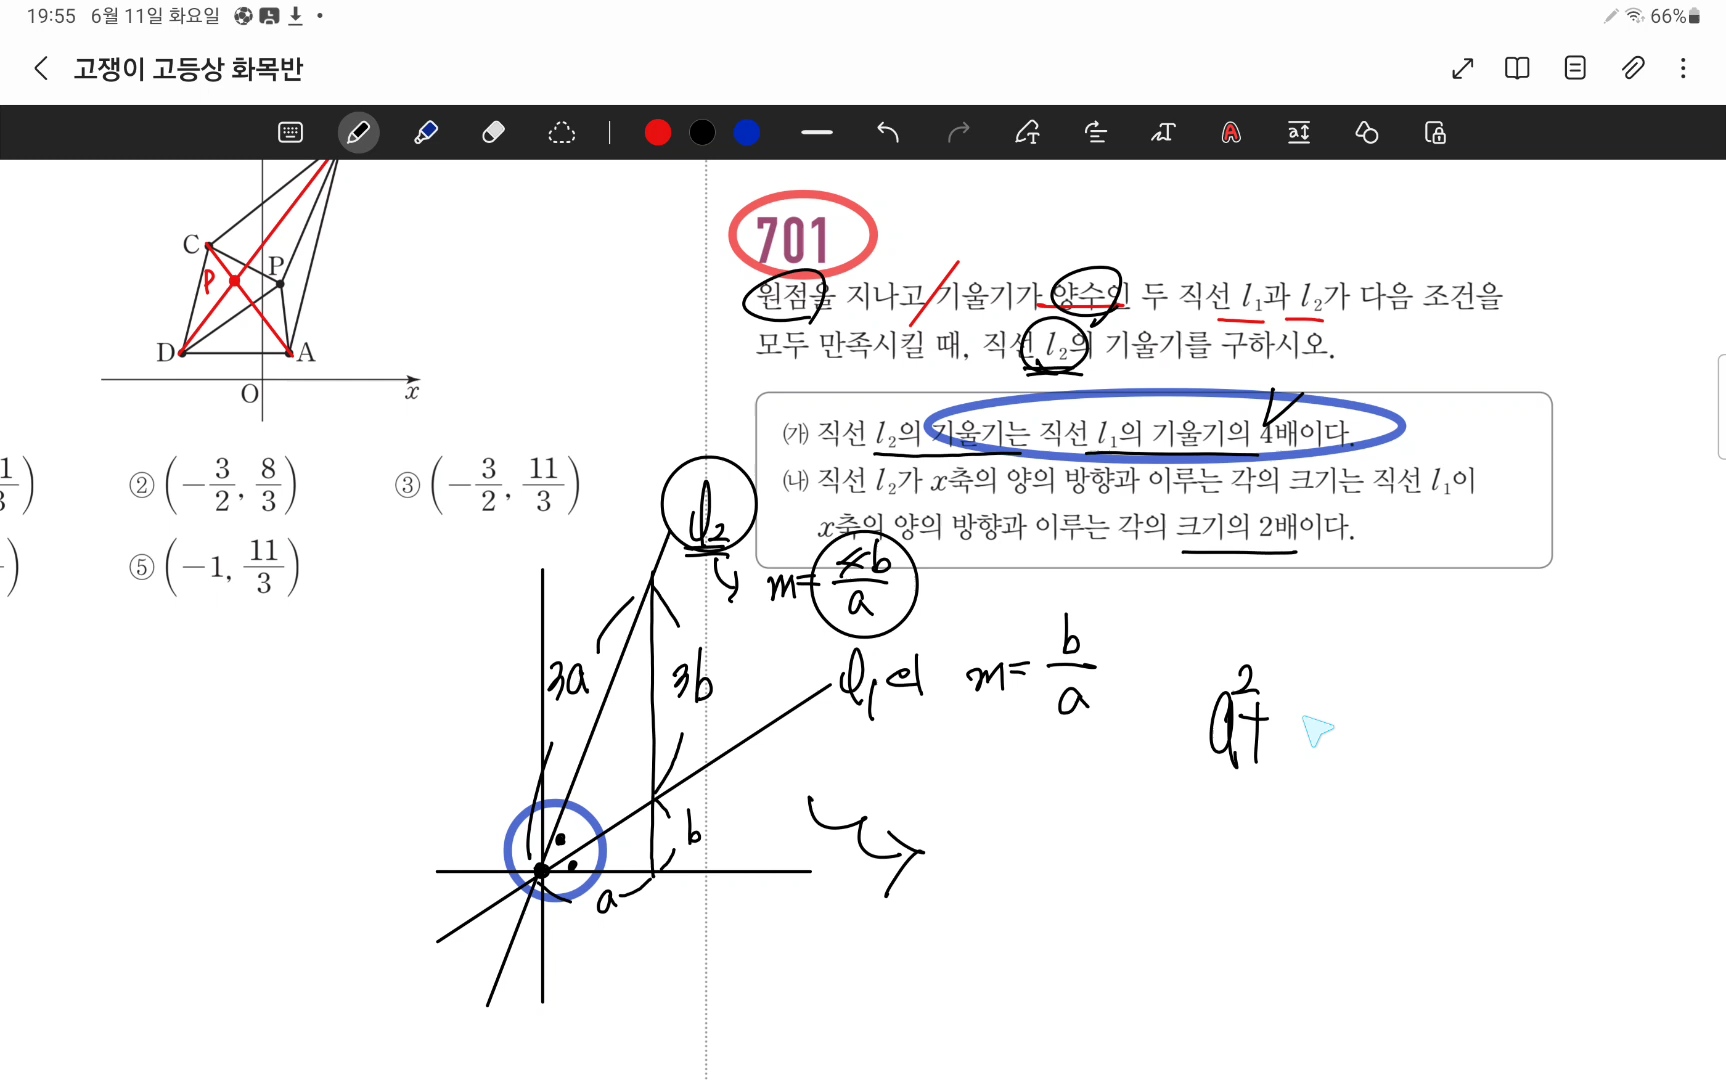 19:55 6월 11일 화요일
66%
고쟁이 고등상 화목반
C
P
P
D
A
O
x
1/3)
② (-3/2, 8/3)
③ (-3/2, 11/3)
)
⑤ (-1, 11/3)
701
원점을 지나고 기울기가 양수인 두 직선 l₁과 l₂가 다음 조건을
모두 만족시킬 때, 직선 l₂의 기울기를 구하시오.
㈎ 직선 l₂의 기울기는 직선 l₁의 기울기의 4배이다.
㈏ 직선 l₂가 x축의 양의 방향과 이루는 각의 크기는 직선 l₁이
x축의 양의 방향과 이루는 각의 크기의 2배이다.
l₂
m= 4b/a
3a
3b
l₁
m= b/a
a²+
b
a